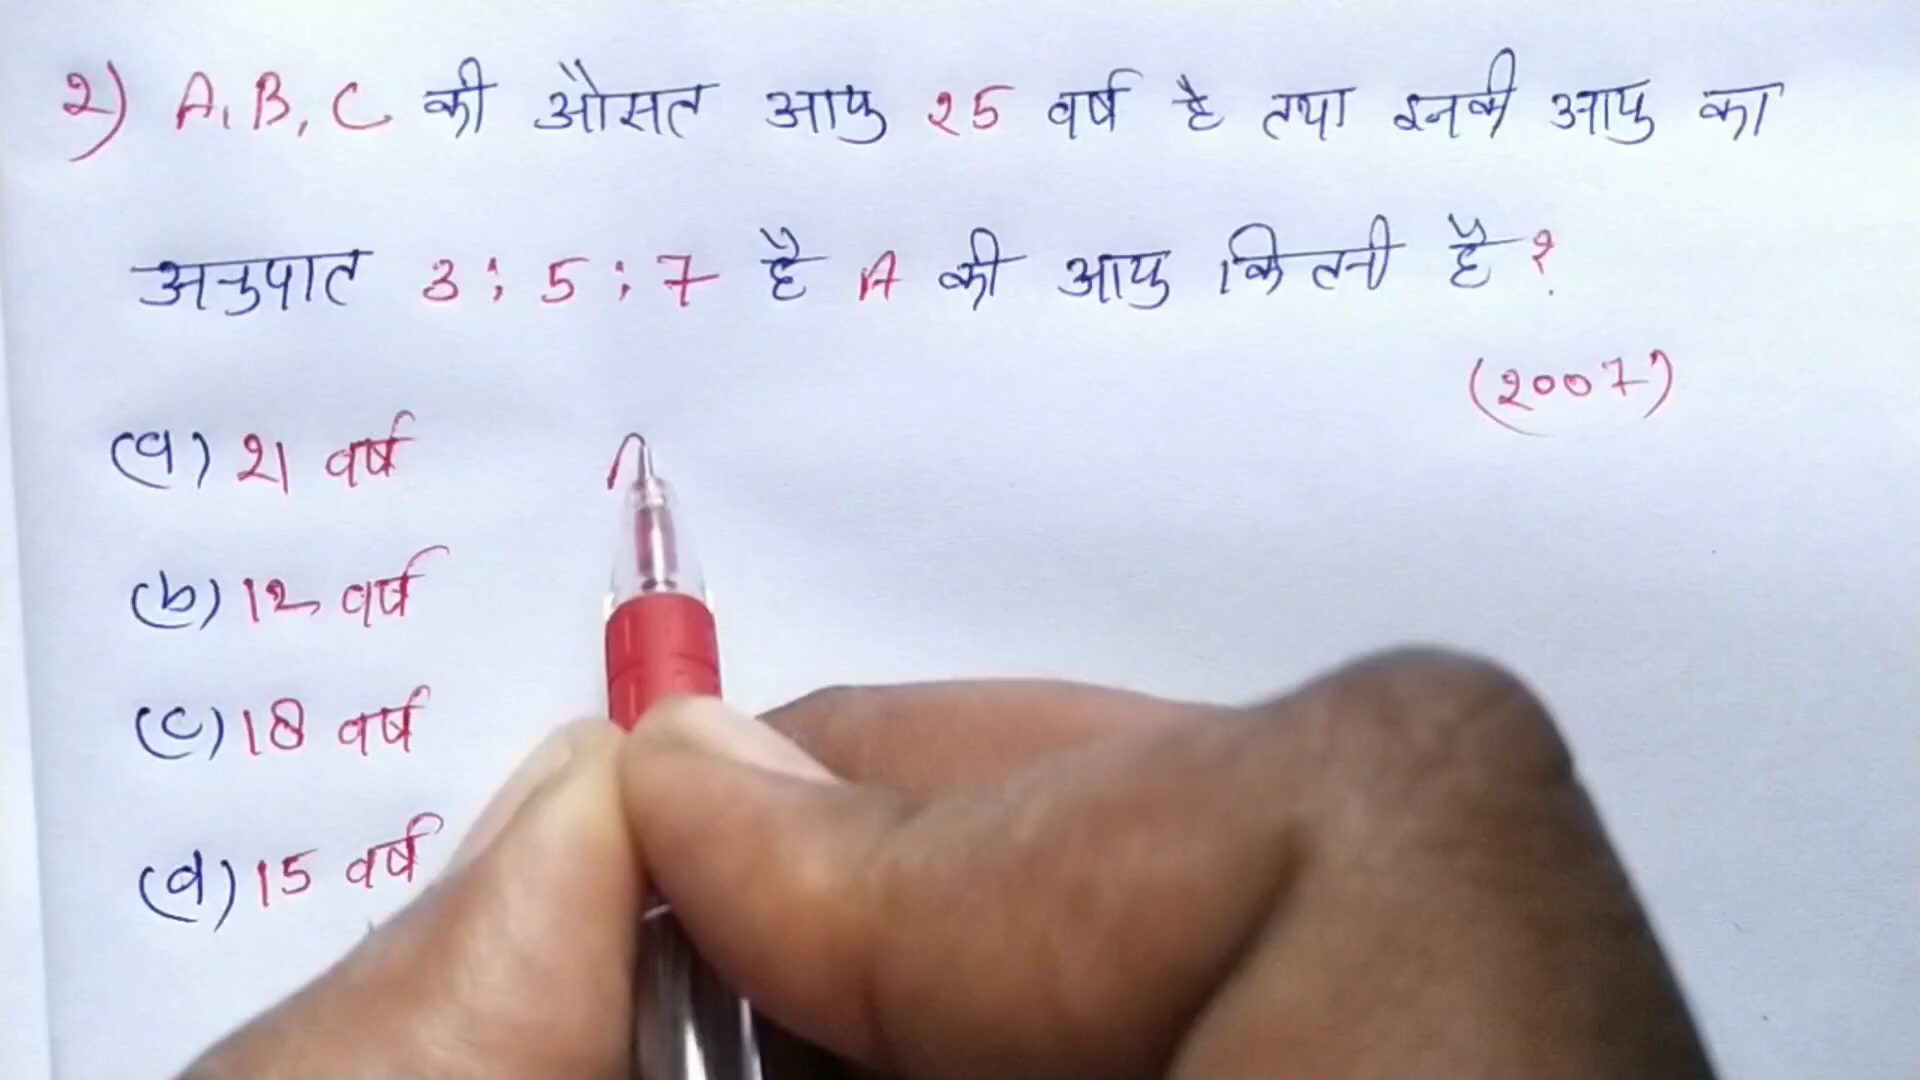 2) A, B, C की औसत आयु 25 वर्ष है तथा इनकी आयु का
अनुपात 3 : 5 : 7 है A की आयु कितनी है ?
(2007)
(a) 21 वर्ष
(b) 12 वर्ष
(c) 18 वर्ष
(d) 15 वर्ष